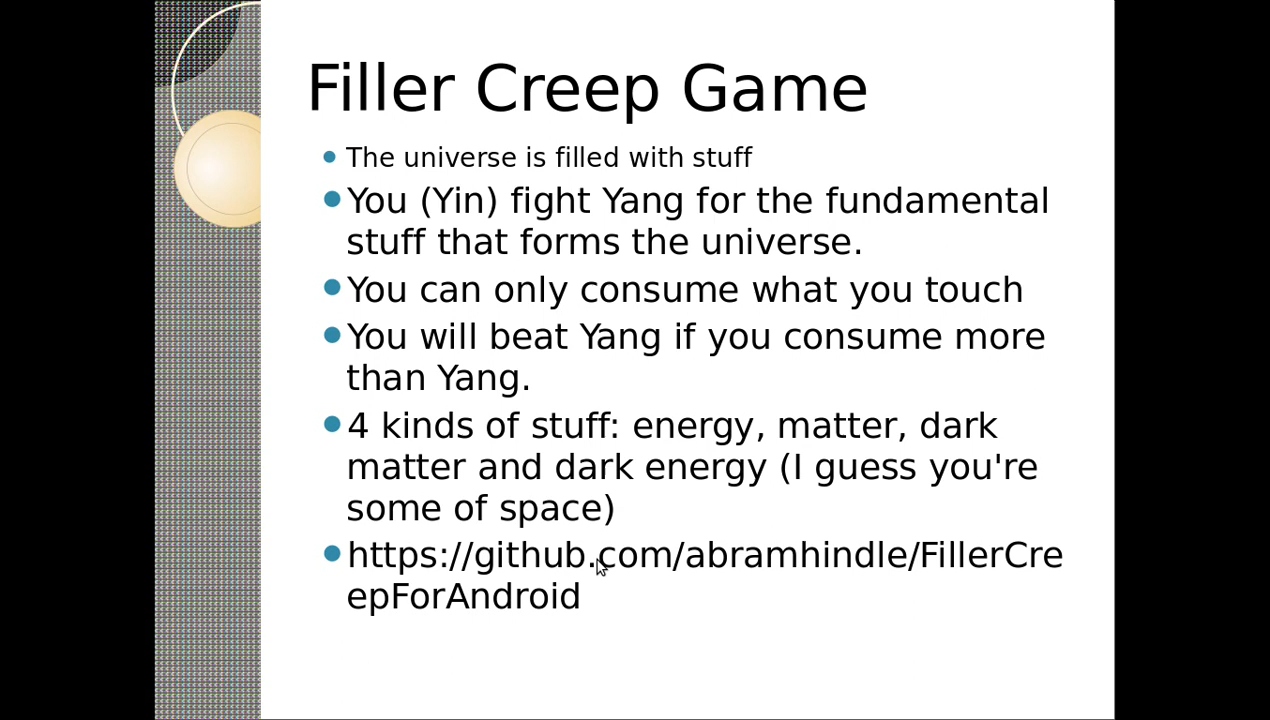 Filler Creep Game
The universe is filled with stuff
You (Yin) fight Yang for the fundamental
stuff that forms the universe.
You can only consume what you touch
You will beat Yang if you consume more
than Yang.
4 kinds of stuff: energy, matter, dark
matter and dark energy (I guess you're
some of space)
https://github.com/abramhindle/FillerCre
epForAndroid